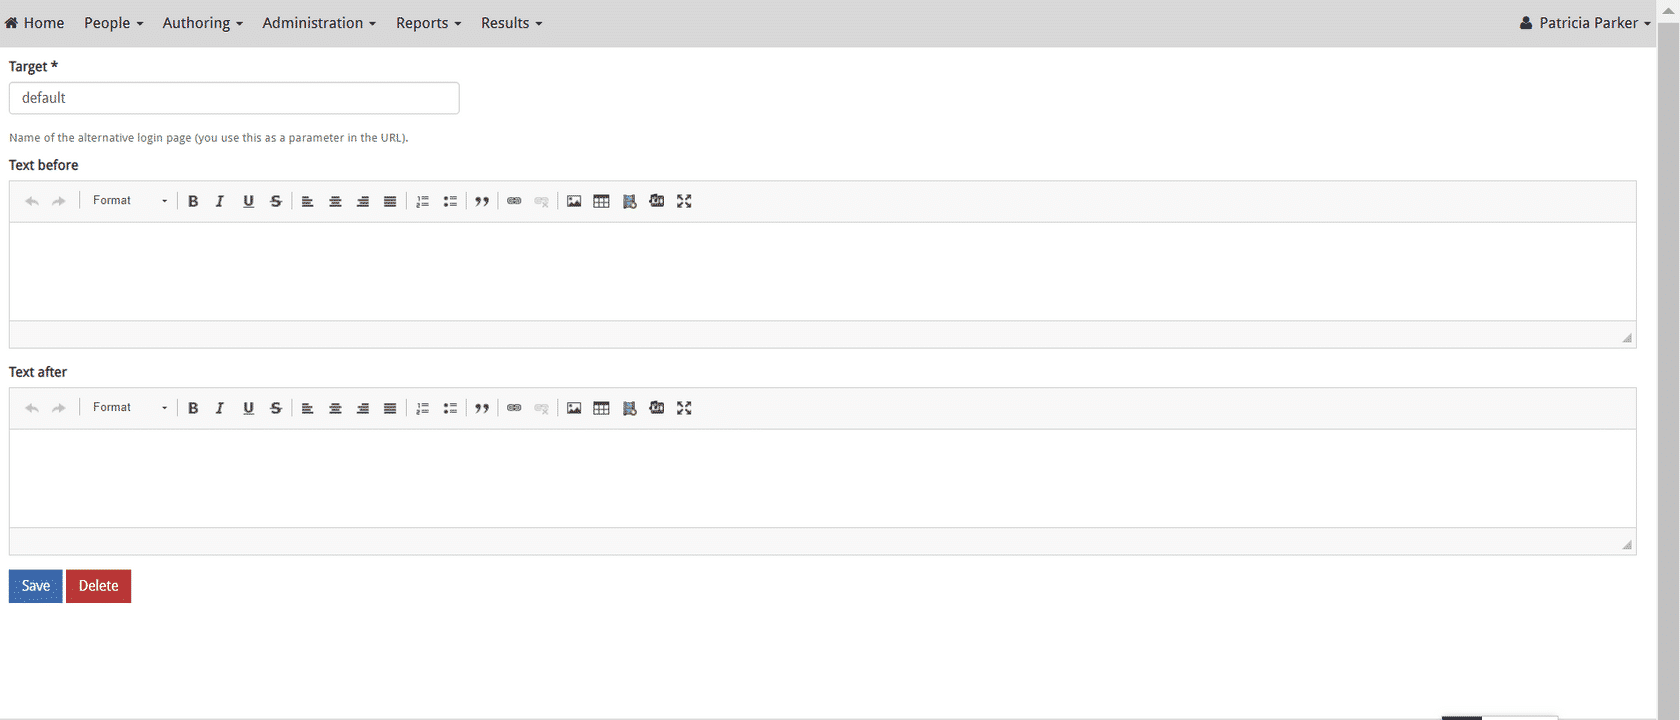 Home People Authoring Administration Reports Results Patricia Parker
Target *
default
Name of the alternative login page (you use this as a parameter in the URL).
Text before
Format B I U S
Text after
Format B I U S
Save Delete